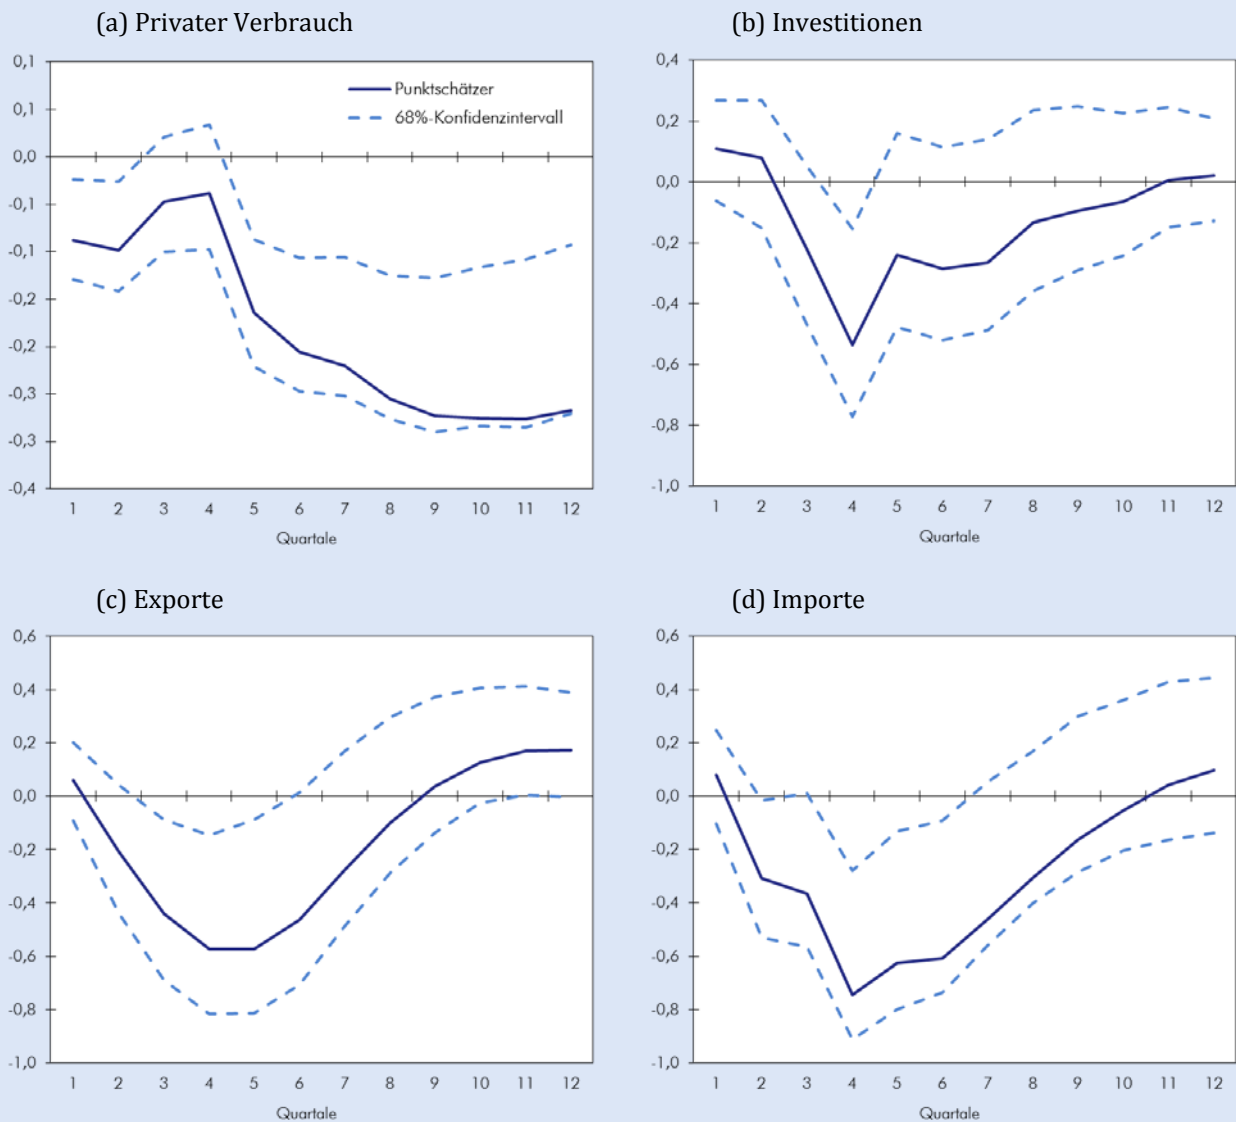 (a) Privater Verbrauch
0,1
0,1
0,0
-0,1
-0,1
-0,2
-0,2
-0,3
-0,3
-0,4
Punktschätzer
68%-Konfidenzintervall
1 2 3 4 5 6 7 8 9 10 11 12
Quartale
(b) Investitionen
0,4
0,2
0,0
-0,2
-0,4
-0,6
-0,8
-1,0
1 2 3 4 5 6 7 8 9 10 11 12
Quartale
(c) Exporte
0,6
0,4
0,2
0,0
-0,2
-0,4
-0,6
-0,8
-1,0
1 2 3 4 5 6 7 8 9 10 11 12
Quartale
(d) Importe
0,6
0,4
0,2
0,0
-0,2
-0,4
-0,6
-0,8
-1,0
1 2 3 4 5 6 7 8 9 10 11 12
Quartale